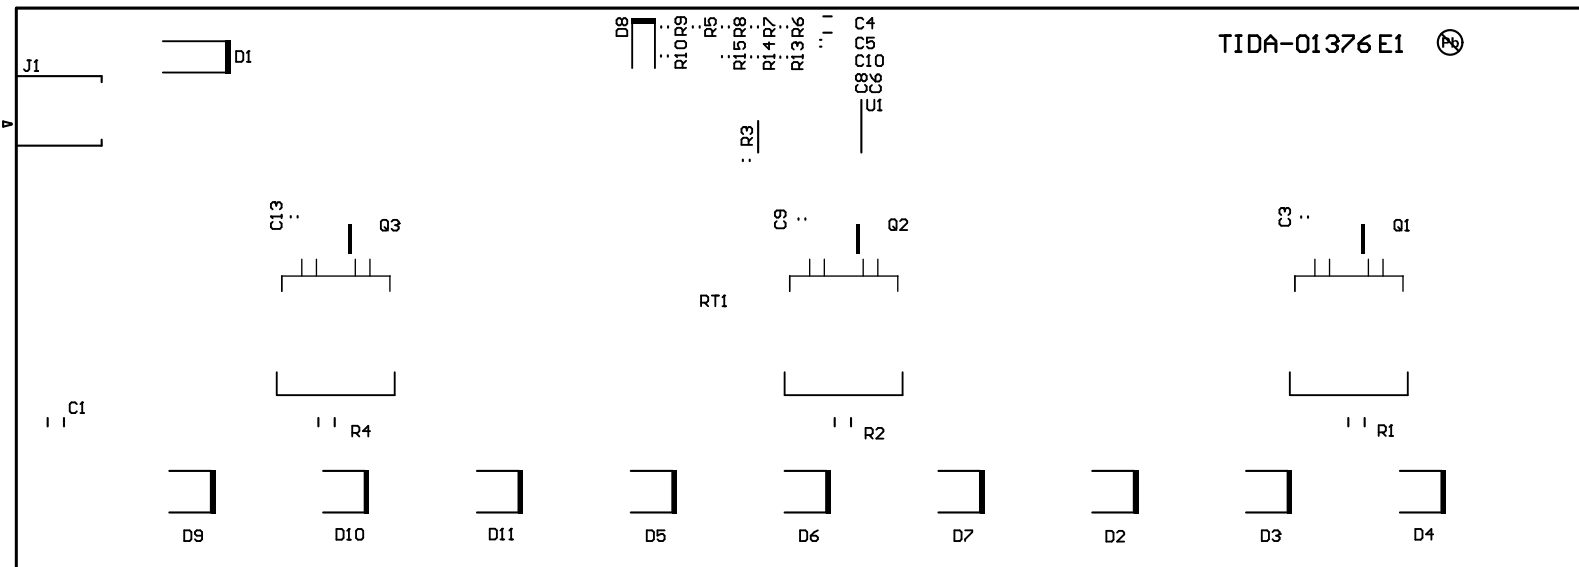 TIDA-01376 E1
Pb
D8
R9
R5
R8
R7
R6
C4
C5
R10
R15
R14
R13
C10
C8
C6
U1
J1
D1
R3
C13
Q3
C9
Q2
C3
Q1
RT1
C1
R4
R2
R1
D9
D10
D11
D5
D6
D7
D2
D3
D4